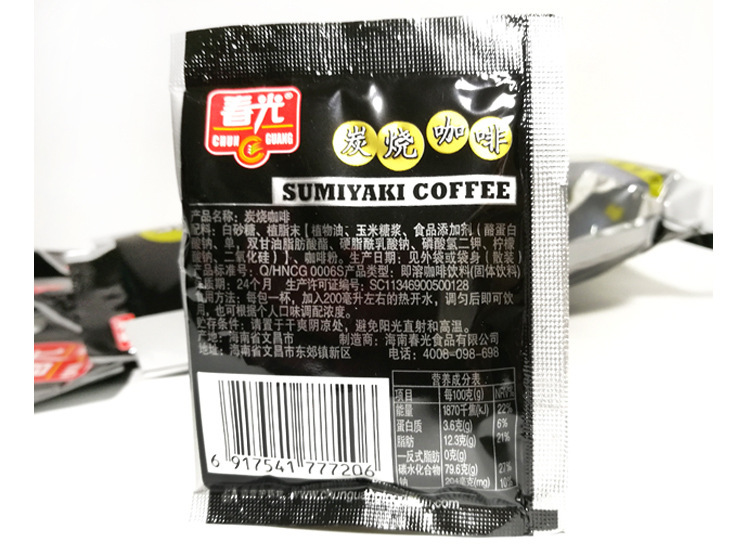 春光®
CHUN GUANG
炭烧咖啡
SUMIYAKI COFFEE
产品名称：炭烧咖啡
配料：白砂糖、植脂末【植物油、玉米糖浆、食品添加剂（酪蛋白
酸钠、单，双甘油脂肪酸酯、硬脂酰乳酸钠、磷酸氢二钾、柠檬
酸钠、二氧化硅）】、咖啡粉。生产日期：见外袋或袋身（散装）
产品标准号：Q/HNCG 0006S产品类型：即溶咖啡饮料(固体饮料)
保质期：24个月 生产许可证编号：SC11346900500128
食用方法：每包一杯，加入200毫升左右的热开水，调匀后即可饮
用，也可根据个人口味调配浓度。
贮存条件：请置于干爽阴凉处，避免阳光直射和高温。
产地：海南省文昌市 制造商：海南春光食品有限公司
地址：海南省文昌市东郊镇新区 电话：4008-098-698
营养成分表
项目 每100克(g) NRV%
能量 1870千焦(kJ) 22%
蛋白质 3.6克(g) 6%
脂肪 12.3克(g) 21%
—反式脂肪 0克(g)
碳水化合物 79.6克(g) 27%
钠 204毫克(mg) 10%
6 917541 777206